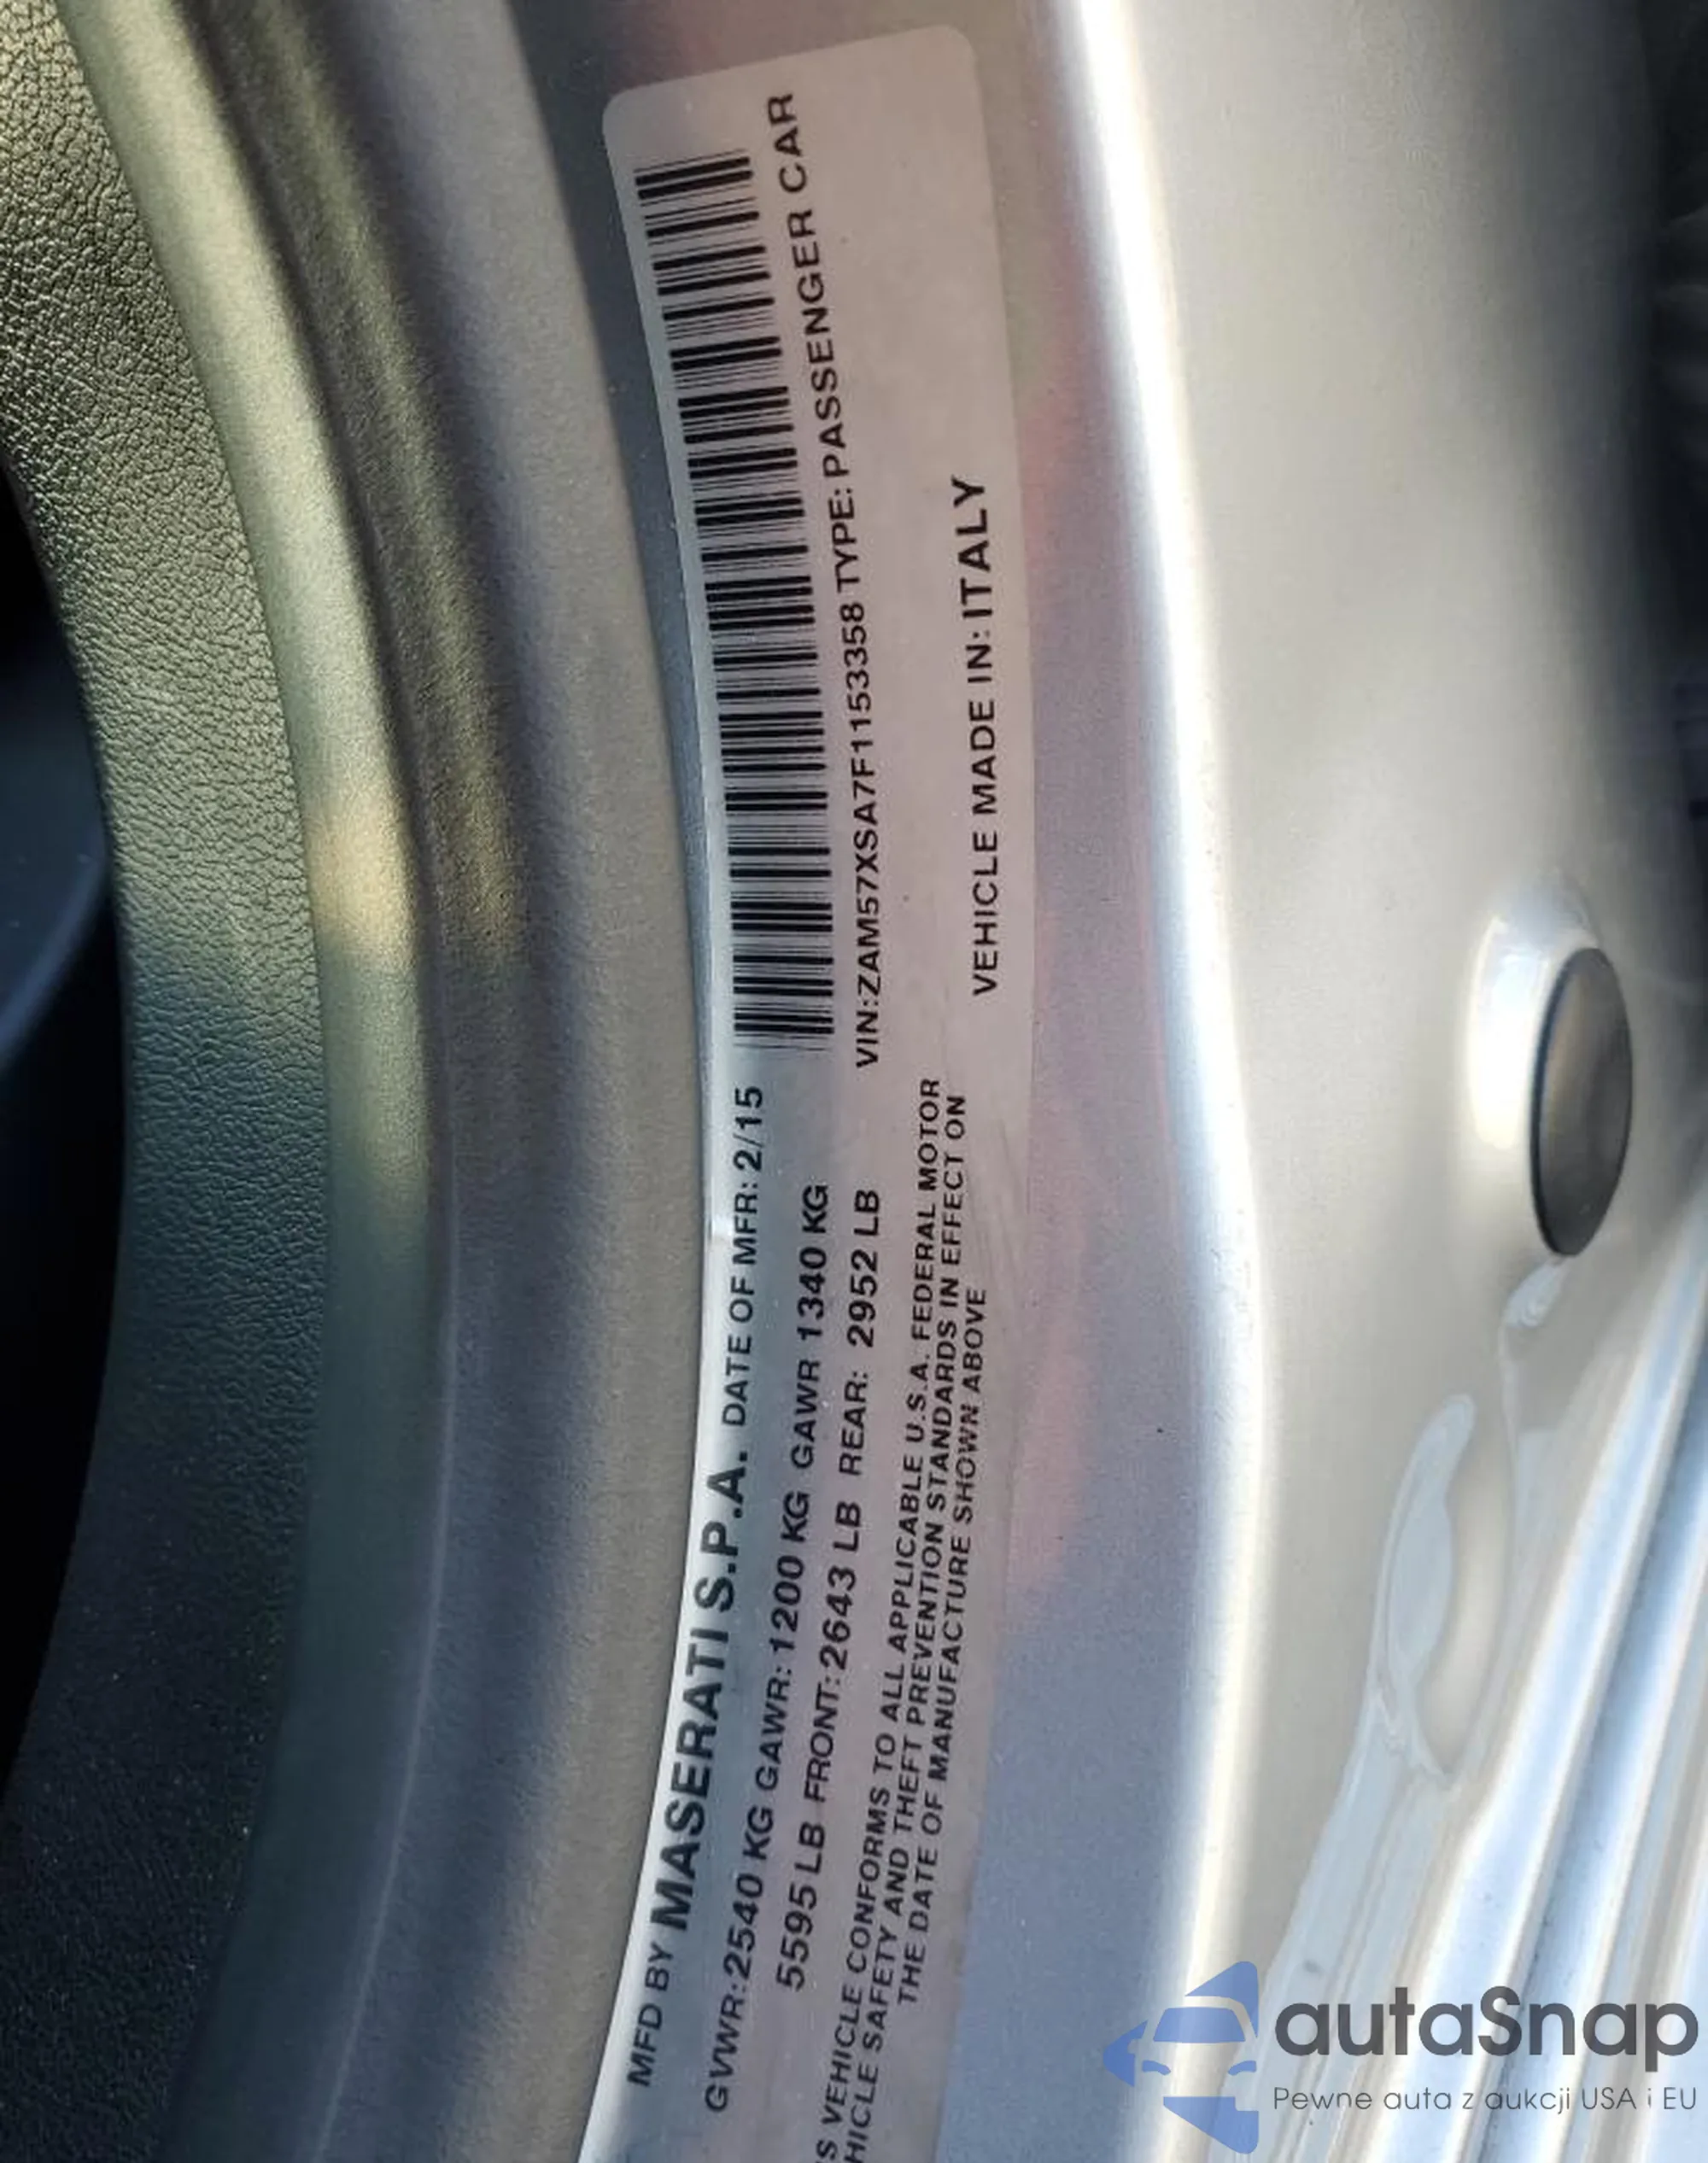 MFD BY MASERATI S.P.A. DATE OF MFR: 2/15
GVWR:2540 KG GAWR:1200 KG GAWR 1340 KG
5595 LB FRONT:2643 LB REAR: 2952 LB
S VEHICLE CONFORMS TO ALL APPLICABLE U.S.A. FEDERAL MOTOR
HICLE SAFETY AND THEFT PREVENTION STANDARDS IN EFFECT ON
THE DATE OF MANUFACTURE SHOWN ABOVE
VIN:ZAM57XSA7F1153358 TYPE: PASSENGER CAR
VEHICLE MADE IN: ITALY
autaSnap
Pewne auta z aukcji USA i EU